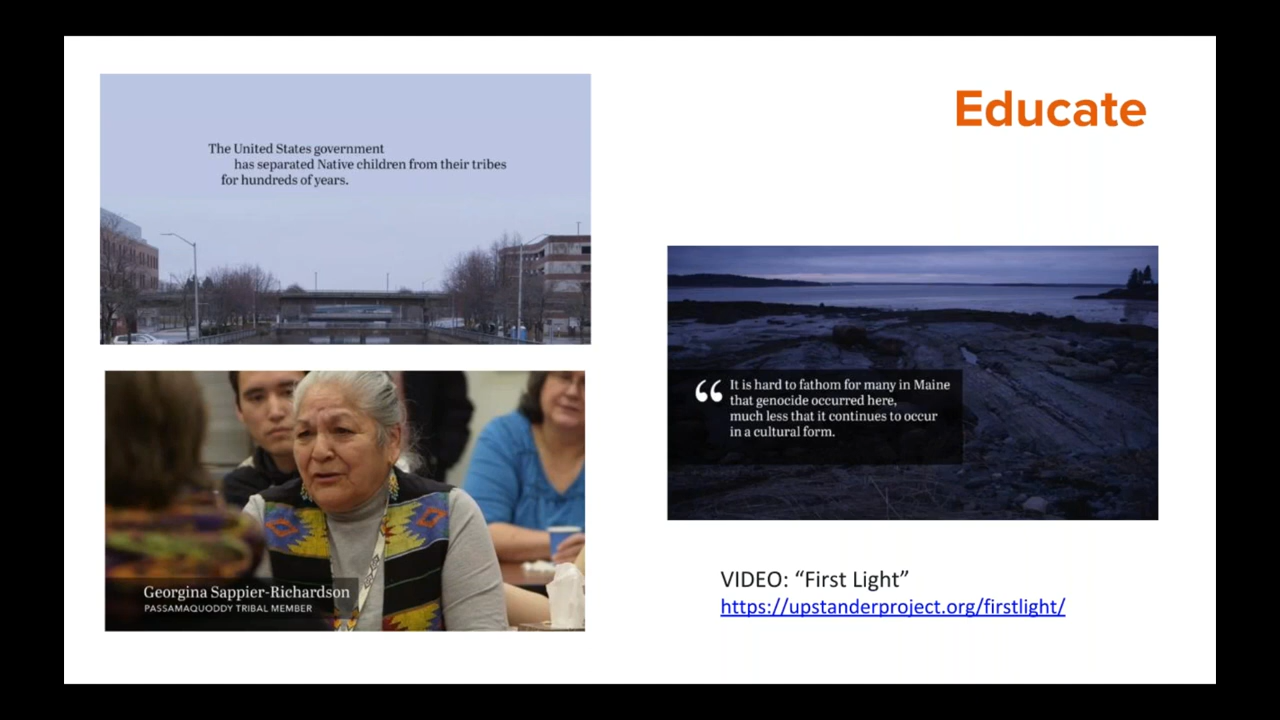 Educate
The United States government
has separated Native children from their tribes
for hundreds of years.
“ It is hard to fathom for many in Maine
that genocide occurred here,
much less that it continues to occur
in a cultural form.
Georgina Sappier-Richardson
PASSAMAQUODDY TRIBAL MEMBER
VIDEO: “First Light”
https://upstanderproject.org/firstlight/